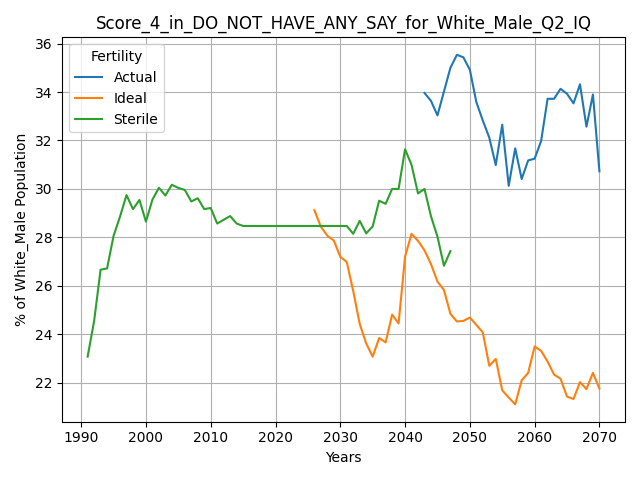 Score_4_in_DO_NOT_HAVE_ANY_SAY_for_White_Male_Q2_IQ
Fertility
Actual
Ideal
Sterile
% of White_Male Population
36
34
32
30
28
26
24
22
1990 2000 2010 2020 2030 2040 2050 2060 2070
Years